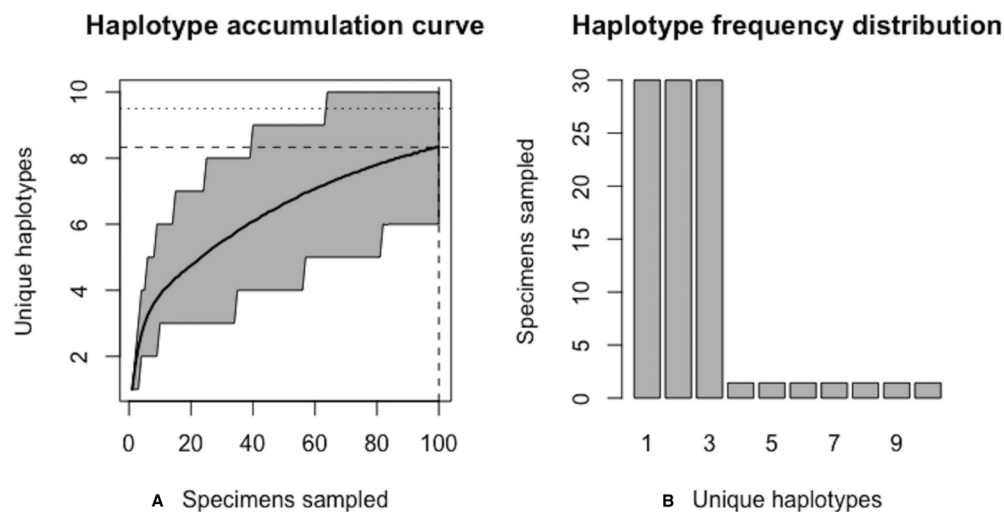 Haplotype accumulation curve
Unique haplotypes
10
8
6
4
2
0 20 40 60 80 100
A Specimens sampled
Haplotype frequency distribution
Specimens sampled
30
25
20
15
10
5
0
1 3 5 7 9
B Unique haplotypes